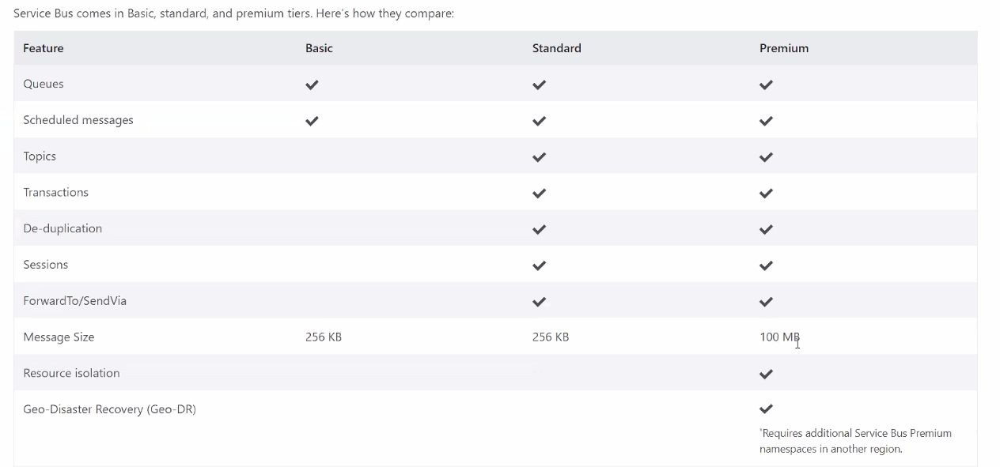 Service Bus comes in Basic, standard, and premium tiers. Here's how they compare:
Feature Basic Standard Premium
Queues ✔ ✔ ✔
Scheduled messages ✔ ✔ ✔
Topics ✔ ✔
Transactions ✔ ✔
De-duplication ✔ ✔
Sessions ✔ ✔
ForwardTo/SendVia ✔ ✔
Message Size 256 KB 256 KB 100 MB
Resource isolation ✔
Geo-Disaster Recovery (Geo-DR) ✔
*Requires additional Service Bus Premium
namespaces in another region.